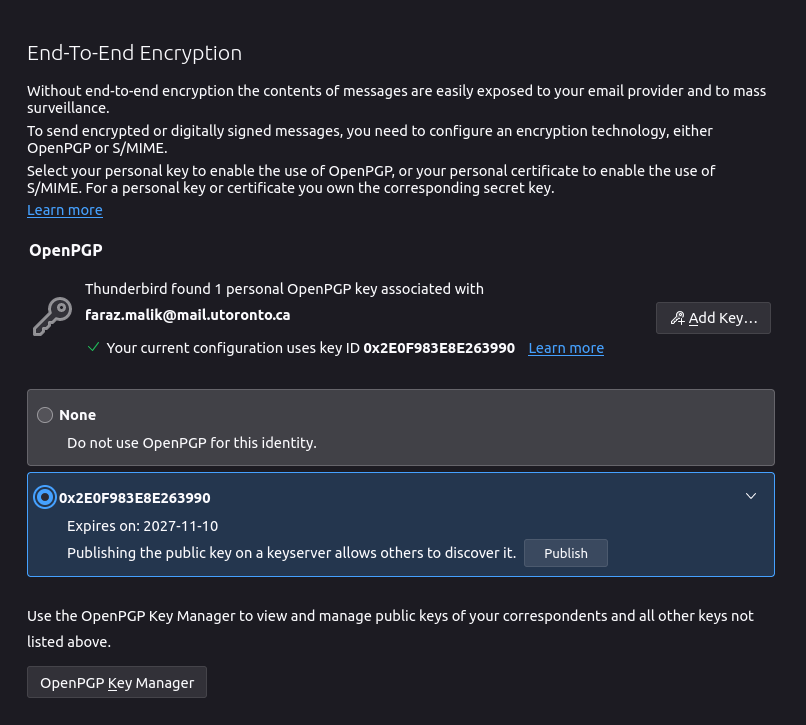 End-To-End Encryption
Without end-to-end encryption the contents of messages are easily exposed to your email provider and to mass
surveillance.
To send encrypted or digitally signed messages, you need to configure an encryption technology, either
OpenPGP or S/MIME.
Select your personal key to enable the use of OpenPGP, or your personal certificate to enable the use of
S/MIME. For a personal key or certificate you own the corresponding secret key.
Learn more
OpenPGP
Thunderbird found 1 personal OpenPGP key associated with
faraz.malik@mail.utoronto.ca
Add Key…
Your current configuration uses key ID 0x2E0F983E8E263990 Learn more
None
Do not use OpenPGP for this identity.
0x2E0F983E8E263990
Expires on: 2027-11-10
Publishing the public key on a keyserver allows others to discover it. Publish
Use the OpenPGP Key Manager to view and manage public keys of your correspondents and all other keys not
listed above.
OpenPGP Key Manager